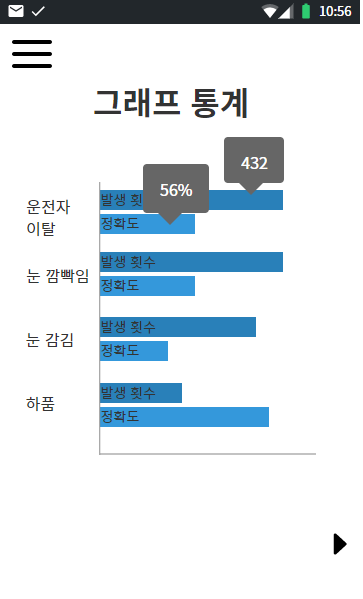 10:56
그래프 통계
432
56%
운전자
이탈
발생 횟수
정확도
눈 깜빡임
발생 횟수
정확도
눈 감김
발생 횟수
정확도
하품
발생 횟수
정확도